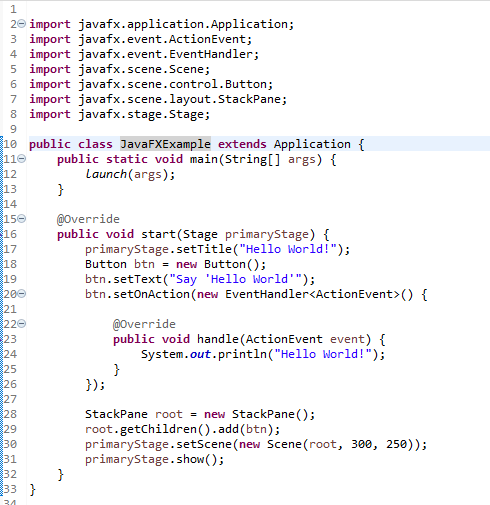 1
2 import javafx.application.Application;
3 import javafx.event.ActionEvent;
4 import javafx.event.EventHandler;
5 import javafx.scene.Scene;
6 import javafx.scene.control.Button;
7 import javafx.scene.layout.StackPane;
8 import javafx.stage.Stage;
9
10 public class JavaFXExample extends Application {
11     public static void main(String[] args) {
12         launch(args);
13     }
14
15     @Override
16     public void start(Stage primaryStage) {
17         primaryStage.setTitle("Hello World!");
18         Button btn = new Button();
19         btn.setText("Say 'Hello World'");
20         btn.setOnAction(new EventHandler<ActionEvent>() {
21
22             @Override
23             public void handle(ActionEvent event) {
24                 System.out.println("Hello World!");
25             }
26         });
27
28         StackPane root = new StackPane();
29         root.getChildren().add(btn);
30         primaryStage.setScene(new Scene(root, 300, 250));
31         primaryStage.show();
32     }
33 }
34